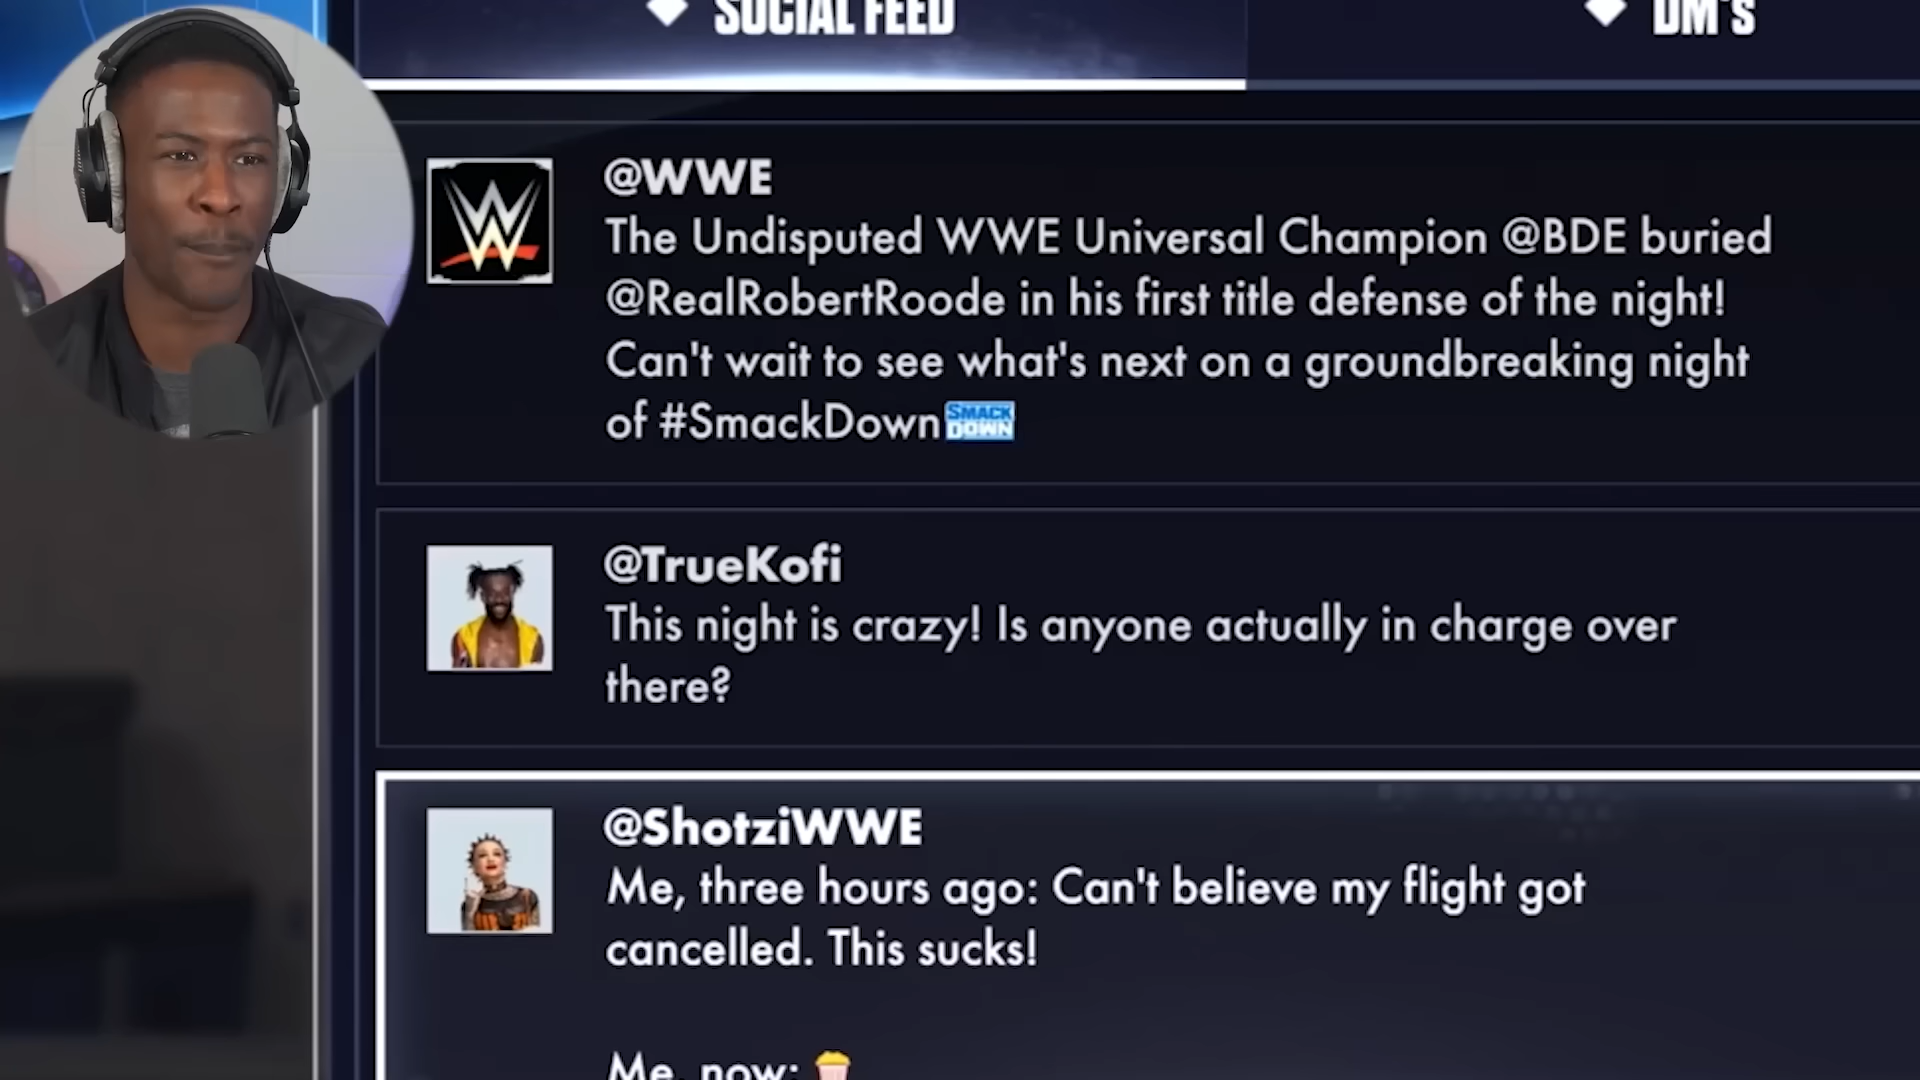 SOCIAL FEED
DM'S
@WWE
The Undisputed WWE Universal Champion @BDE buried
@RealRobertRoode in his first title defense of the night!
Can't wait to see what's next on a groundbreaking night
of #SmackDown SMACK DOWN
@TrueKofi
This night is crazy! Is anyone actually in charge over
there?
@ShotziWWE
Me, three hours ago: Can't believe my flight got
cancelled. This sucks!
Me, now: 🍿